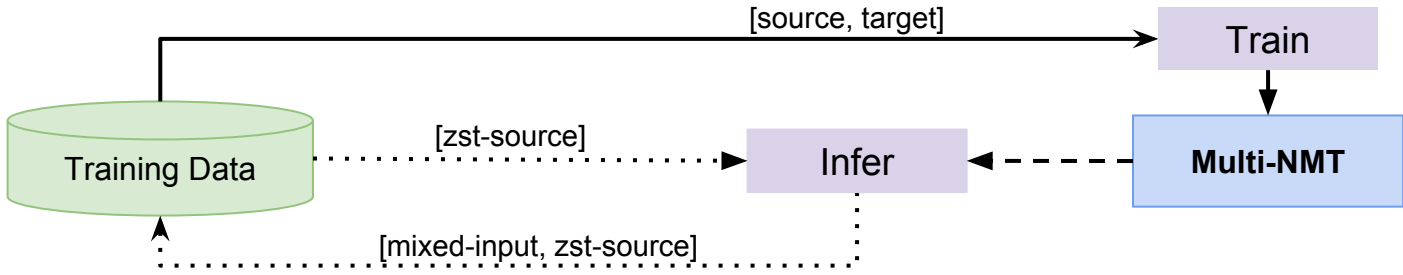 [source, target]
Train
Training Data
[zst-source]
Infer
Multi-NMT
[mixed-input, zst-source]